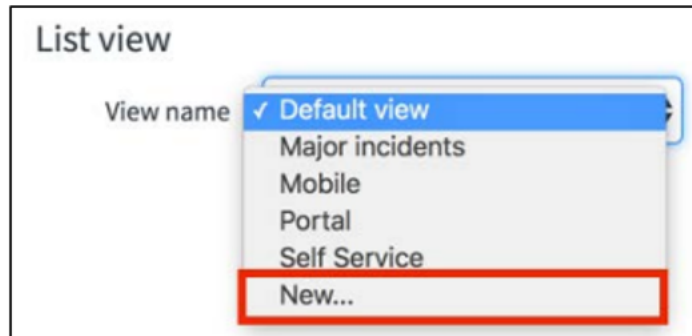 List view
View name ✓ Default view
Major incidents
Mobile
Portal
Self Service
New...